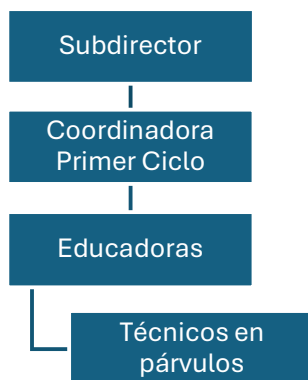 Subdirector
Coordinadora
Primer Ciclo
Educadoras
Técnicos en
párvulos